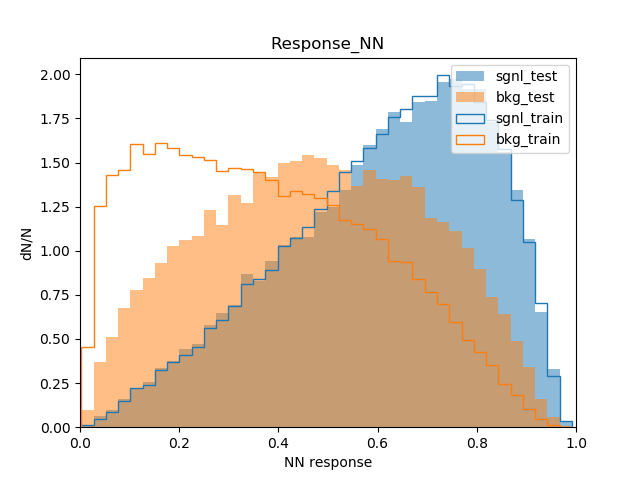 Response_NN
2.00
1.75
1.50
1.25
1.00
0.75
0.50
0.25
0.00
dN/N
sgnl_test
bkg_test
sgnl_train
bkg_train
0.0 0.2 0.4 0.6 0.8 1.0
NN response